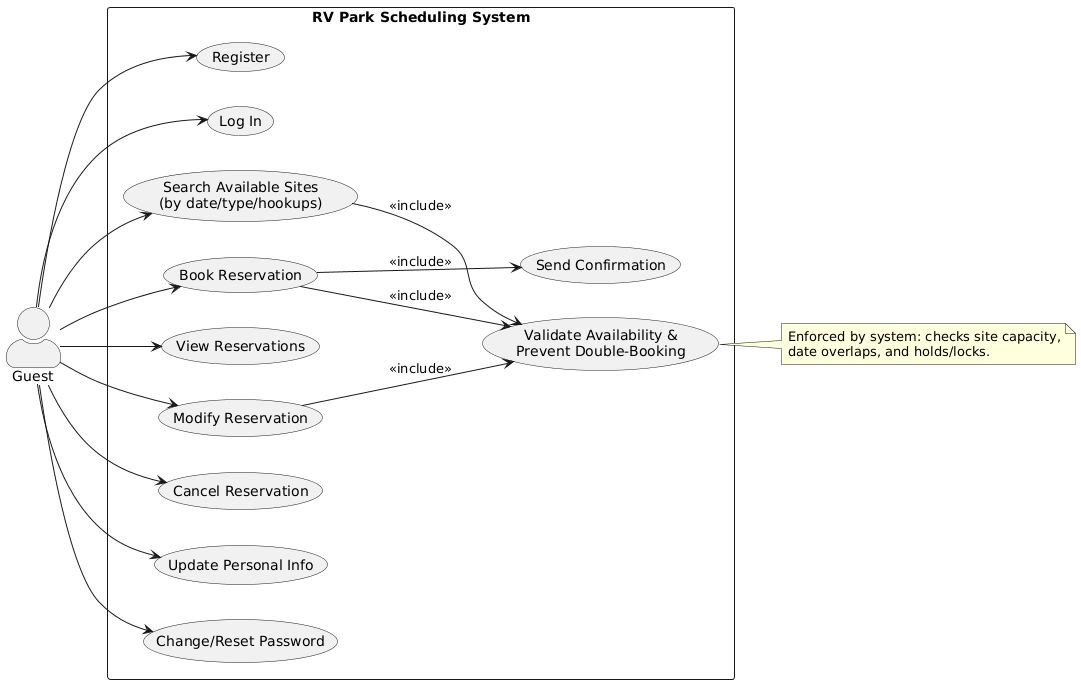 RV Park Scheduling System
Register
Log In
Search Available Sites
(by date/type/hookups)
«include»
Book Reservation
«include»
Send Confirmation
«include»
View Reservations
Validate Availability &
Prevent Double-Booking
Enforced by system: checks site capacity,
date overlaps, and holds/locks.
Guest
«include»
Modify Reservation
Cancel Reservation
Update Personal Info
Change/Reset Password